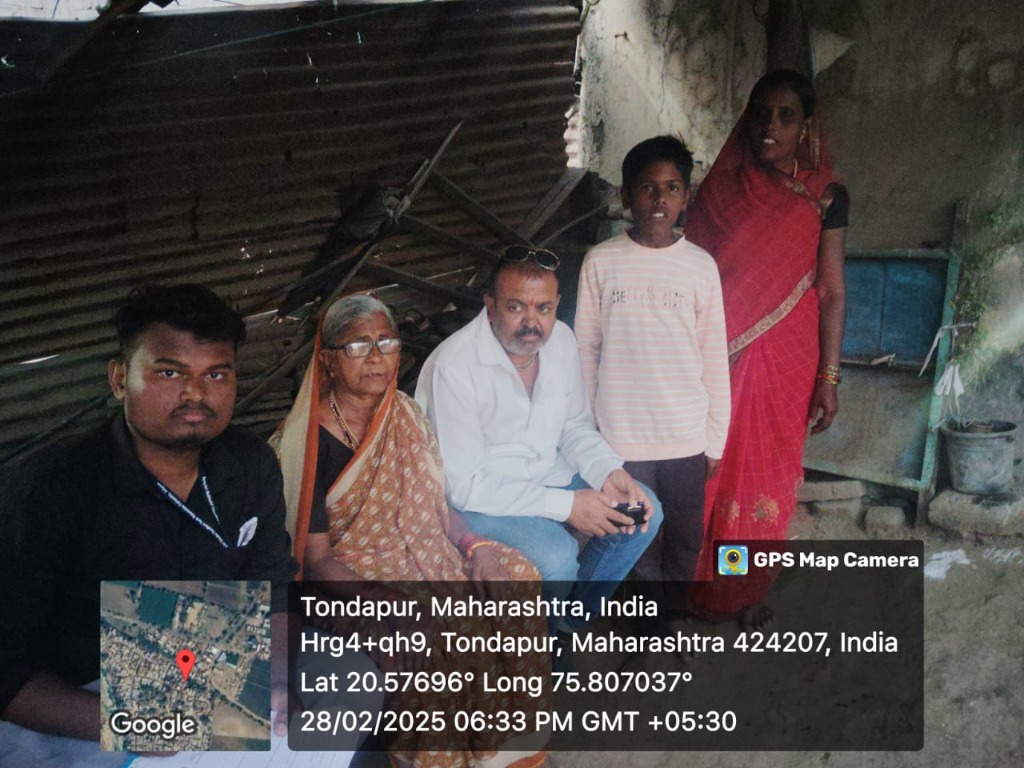 GPS Map Camera
Tondapur, Maharashtra, India
Hrg4+qh9, Tondapur, Maharashtra 424207, India
Lat 20.57696° Long 75.807037°
28/02/2025 06:33 PM GMT +05:30
Google